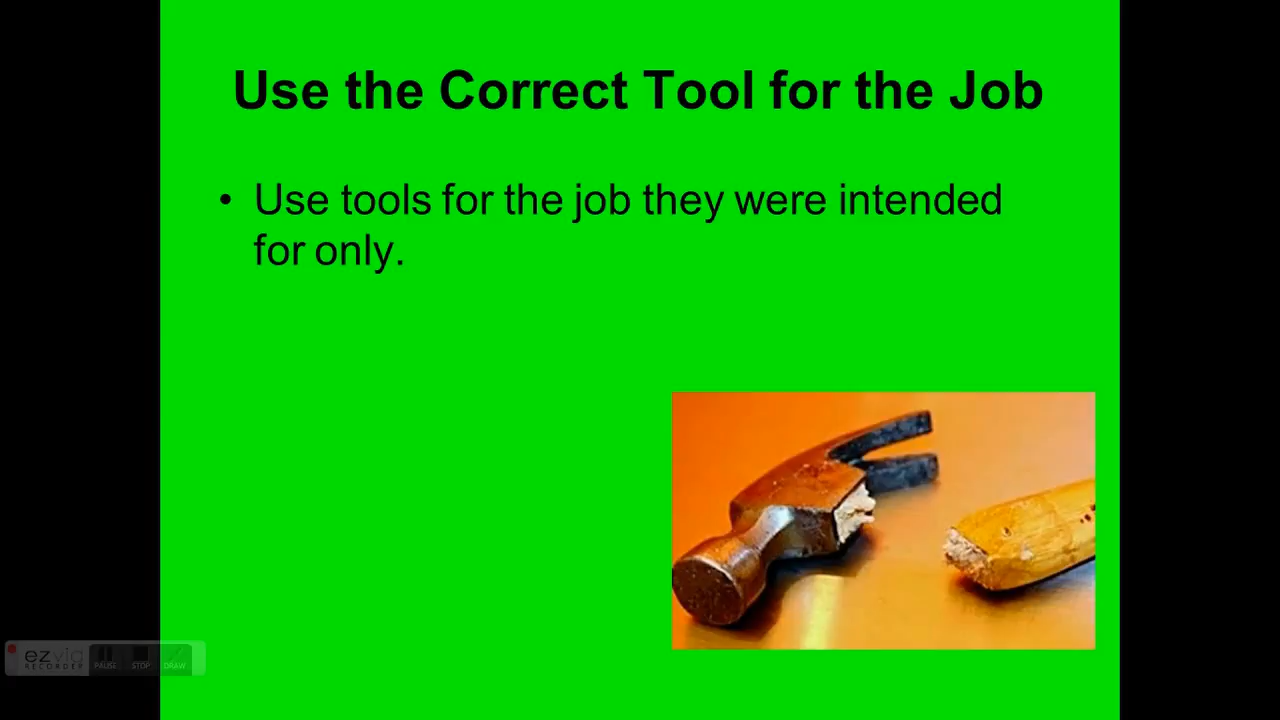 Use the Correct Tool for the Job
• Use tools for the job they were intended
for only.
ezvid
RECORDER
PAUSE STOP DRAW